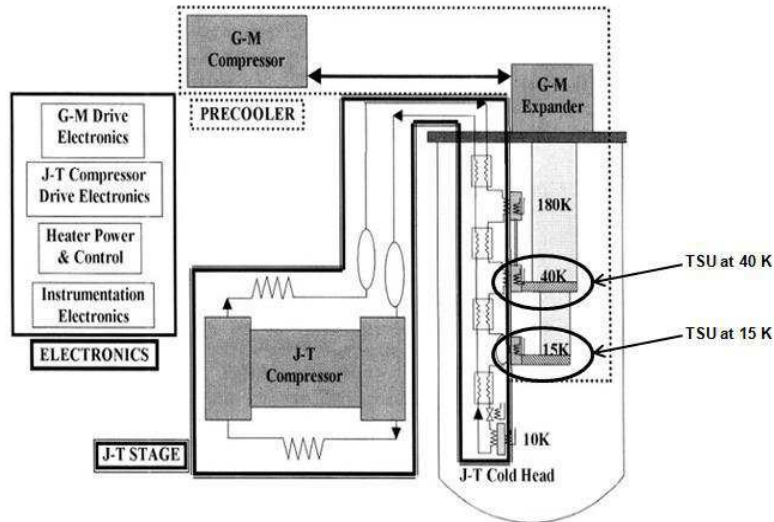 G-M
Compressor
G-M
Expander
PRECOOLER
G-M Drive
Electronics
J-T Compressor
Drive Electronics
Heater Power
& Control
Instrumentation
Electronics
ELECTRONICS
180K
40K
TSU at 40 K
15K
TSU at 15 K
J-T
Compressor
10K
J-T STAGE
J-T Cold Head